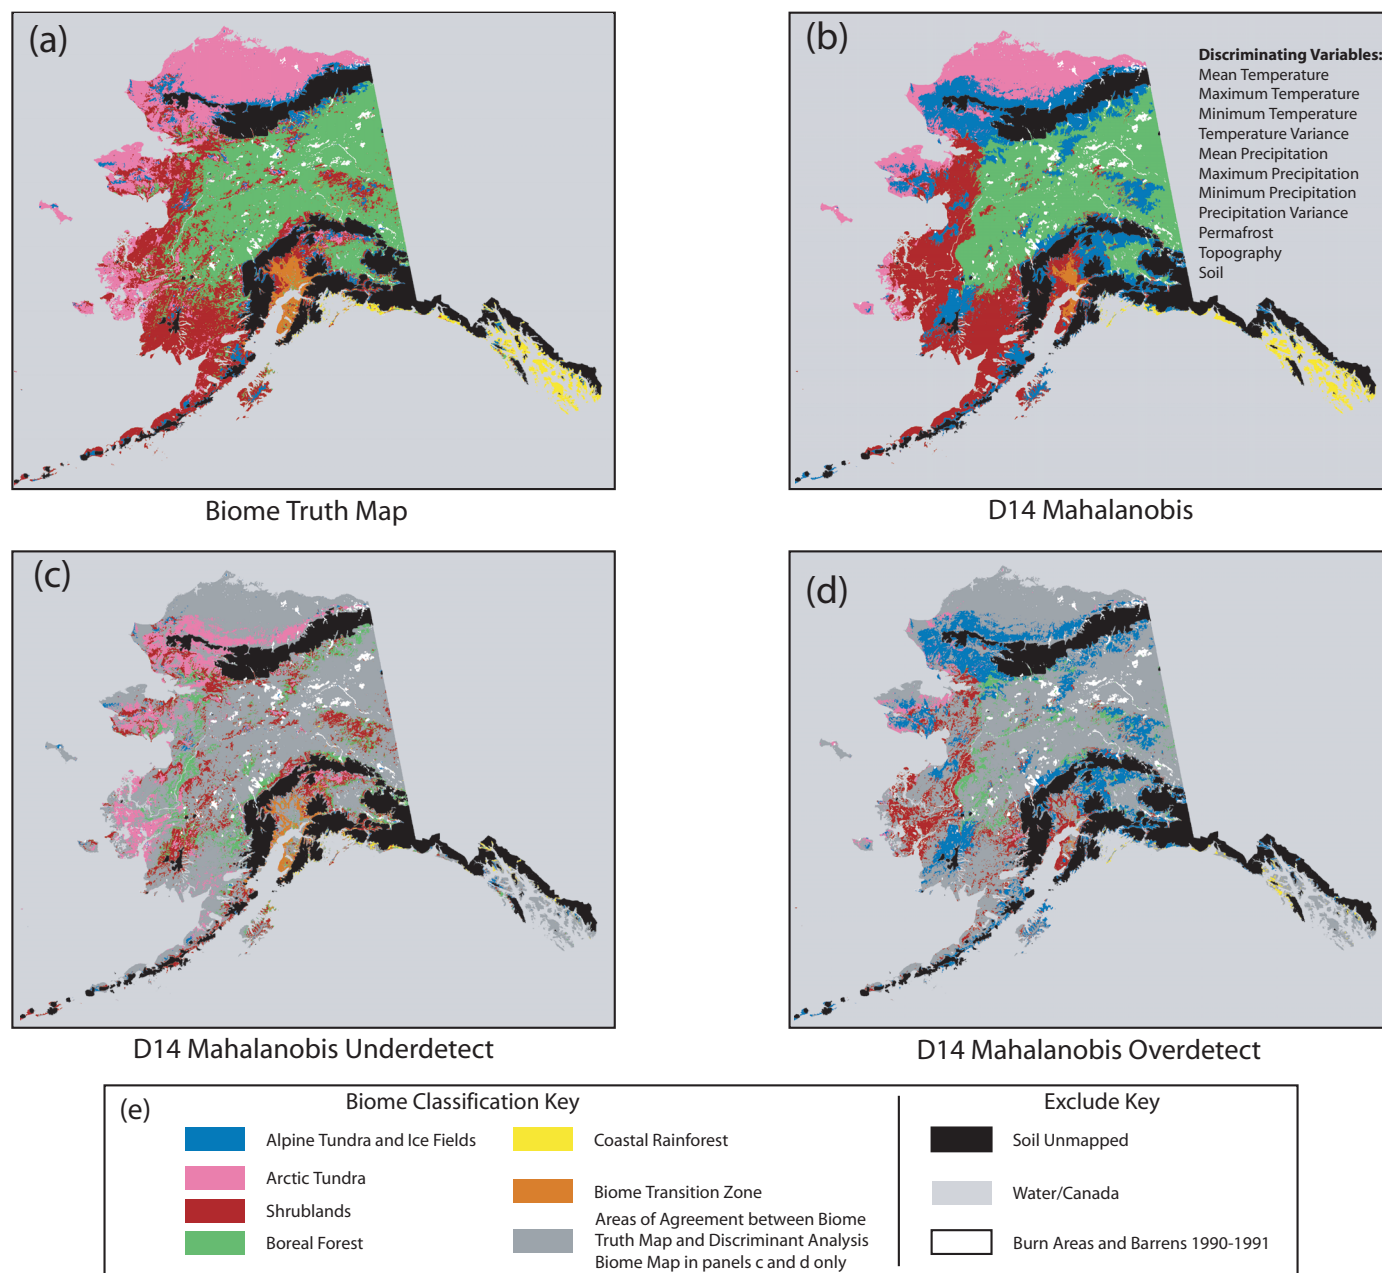 (a)
Biome Truth Map
(b)
Discriminating Variables:
Mean Temperature
Maximum Temperature
Minimum Temperature
Temperature Variance
Mean Precipitation
Maximum Precipitation
Minimum Precipitation
Precipitation Variance
Permafrost
Topography
Soil
D14 Mahalanobis
(c)
D14 Mahalanobis Underdetect
(d)
D14 Mahalanobis Overdetect
(e)
Biome Classification Key
Alpine Tundra and Ice Fields
Arctic Tundra
Shrublands
Boreal Forest
Coastal Rainforest
Biome Transition Zone
Areas of Agreement between Biome
Truth Map and Discriminant Analysis
Biome Map in panels c and d only
Exclude Key
Soil Unmapped
Water/Canada
Burn Areas and Barrens 1990-1991